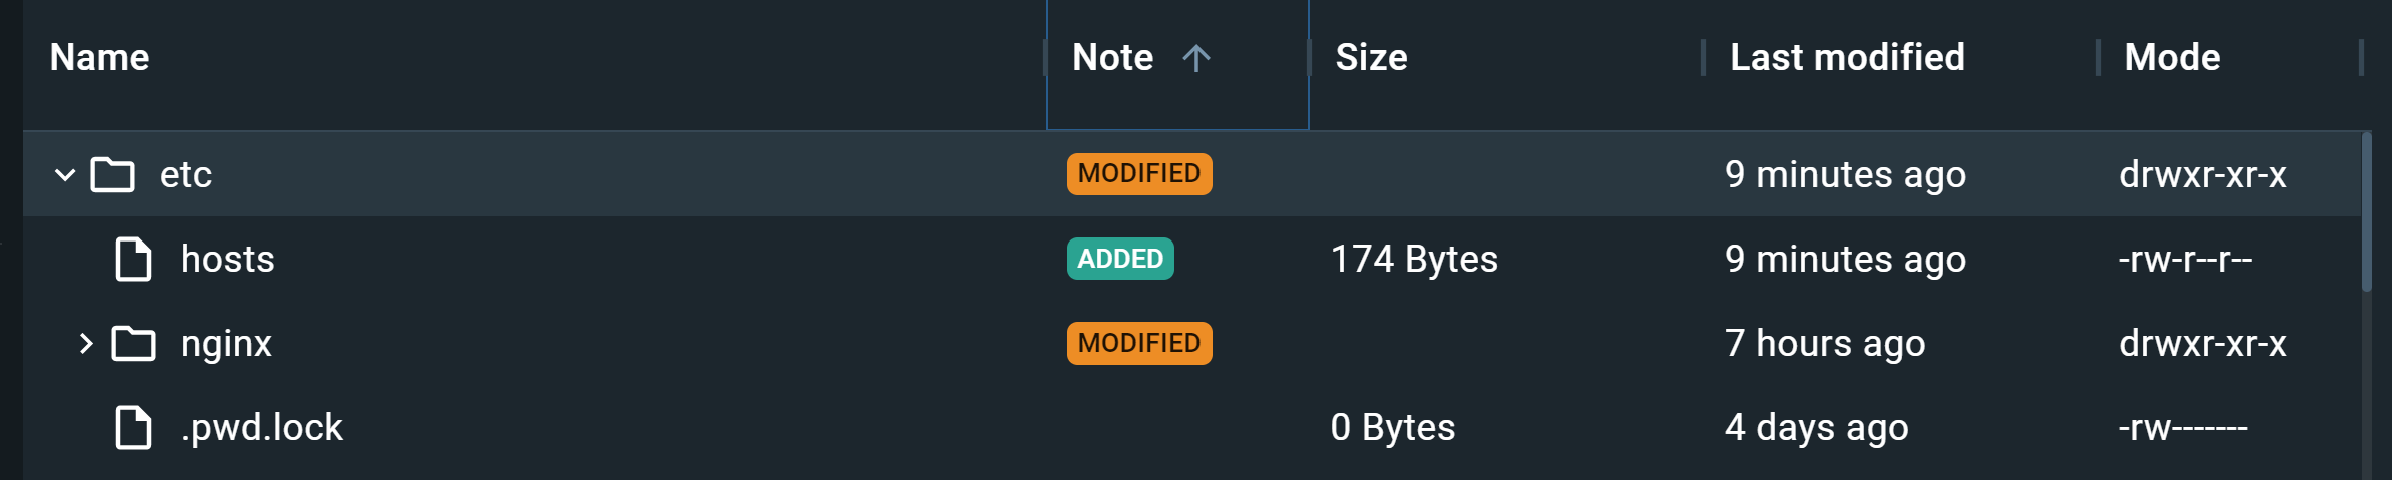 Name Note Size Last modified Mode
etc MODIFIED 9 minutes ago drwxr-xr-x
hosts ADDED 174 Bytes 9 minutes ago -rw-r--r--
nginx MODIFIED 7 hours ago drwxr-xr-x
.pwd.lock 0 Bytes 4 days ago -rw-------